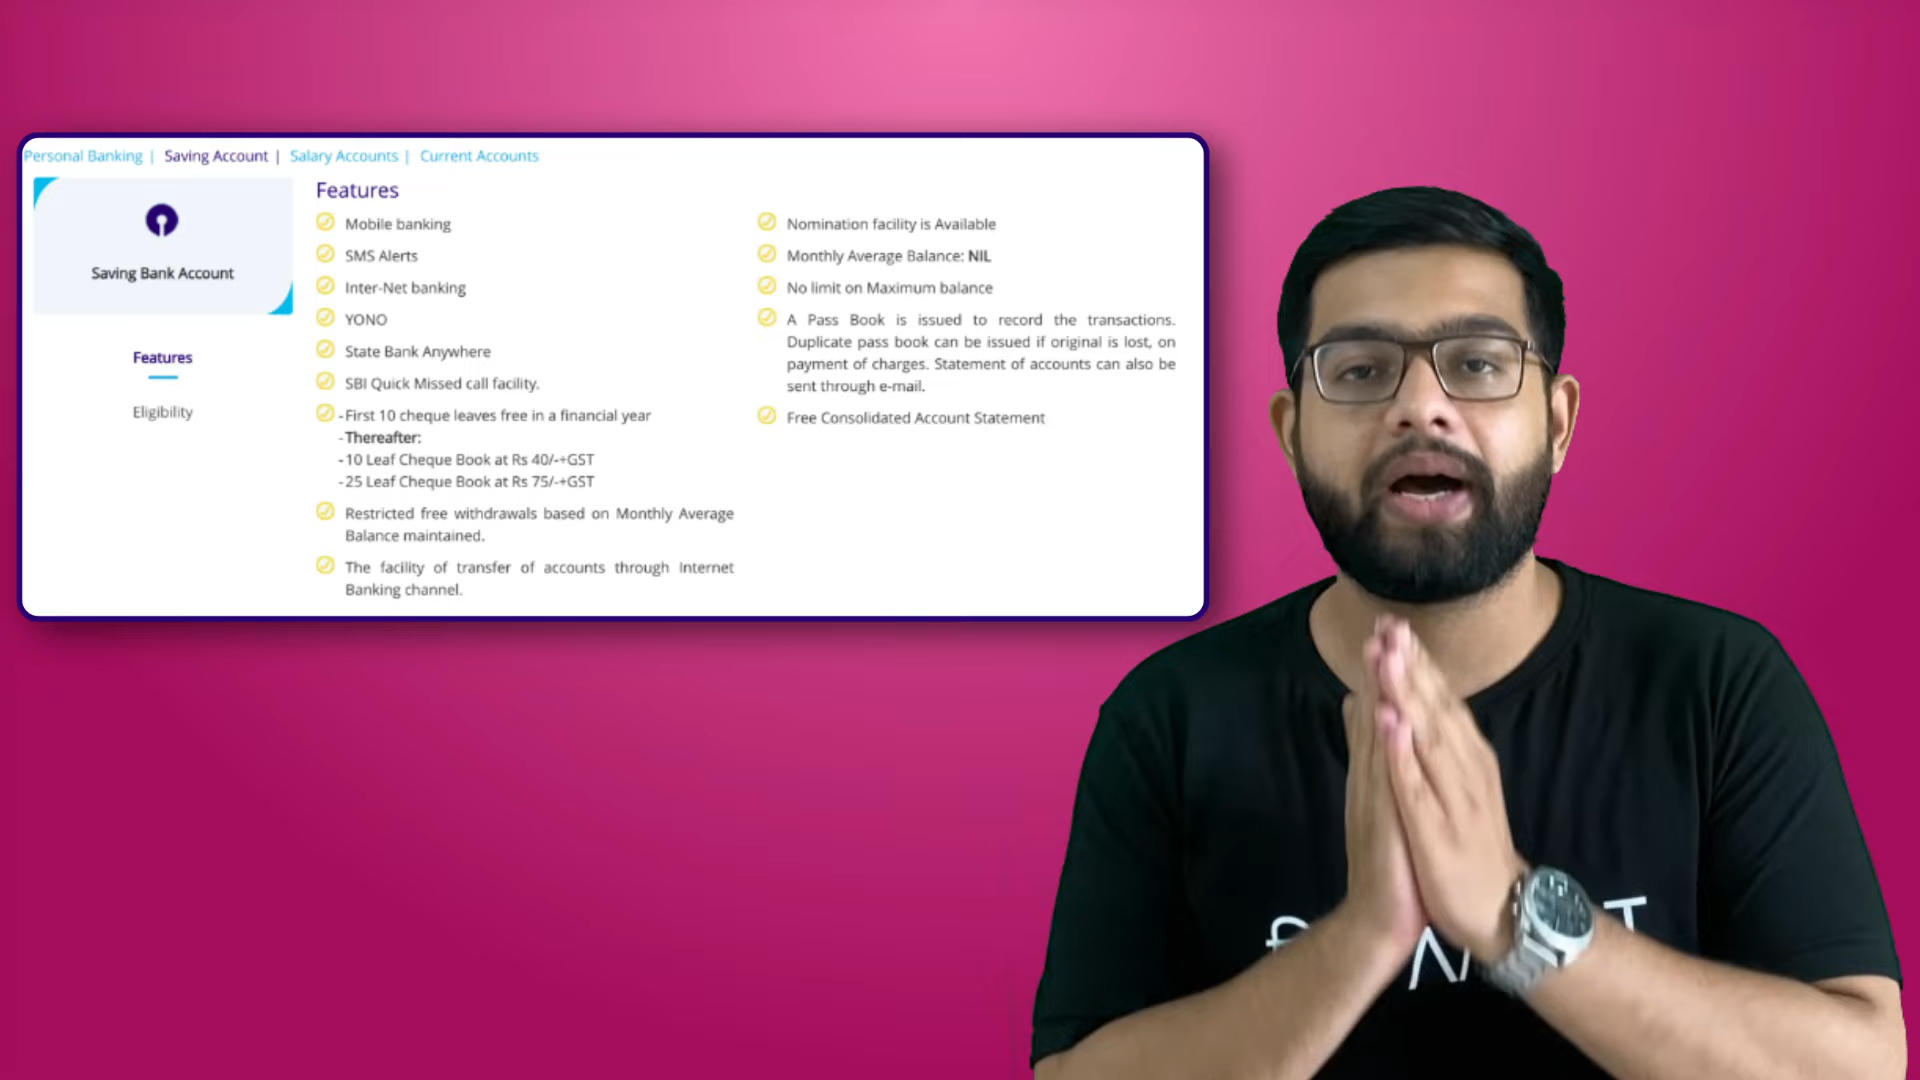 Personal Banking | Saving Account | Salary Accounts | Current Accounts
Saving Bank Account
Features
Eligibility
Features
Mobile banking
SMS Alerts
Inter-Net banking
YONO
State Bank Anywhere
SBI Quick Missed call facility.
-First 10 cheque leaves free in a financial year
-Thereafter:
-10 Leaf Cheque Book at Rs 40/-+GST
-25 Leaf Cheque Book at Rs 75/-+GST
Restricted free withdrawals based on Monthly Average
Balance maintained.
The facility of transfer of accounts through Internet
Banking channel.
Nomination facility is Available
Monthly Average Balance: NIL
No limit on Maximum balance
A Pass Book is issued to record the transactions.
Duplicate pass book can be issued if original is lost, on
payment of charges. Statement of accounts can also be
sent through e-mail.
Free Consolidated Account Statement